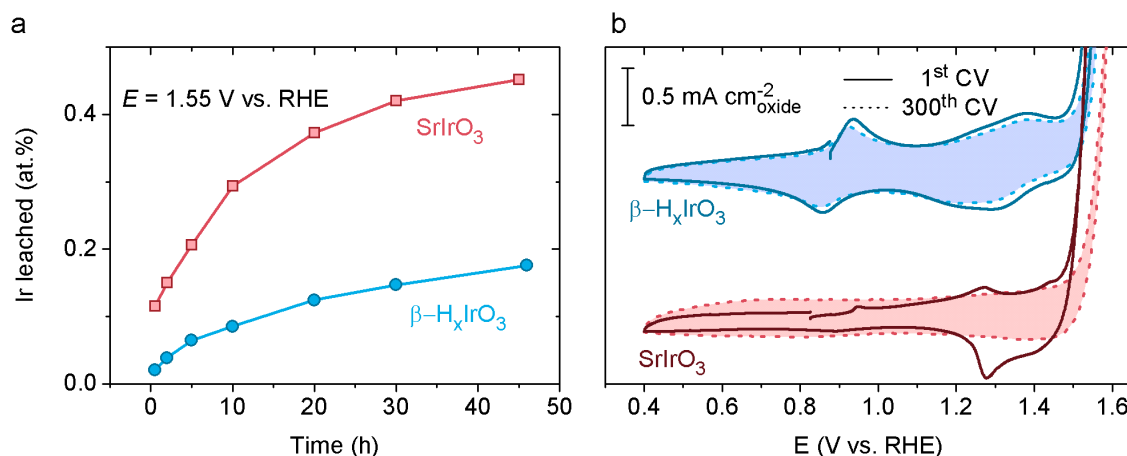 a
E = 1.55 V vs. RHE
SrIrO₃
β–HₓIrO₃
0.4
0.2
0.0
Ir leached (at.%)
0 10 20 30 40 50
Time (h)
b
0.5 mA cm⁻²oxide
1st CV
300th CV
β–HₓIrO₃
SrIrO₃
0.4 0.6 0.8 1.0 1.2 1.4 1.6
E (V vs. RHE)